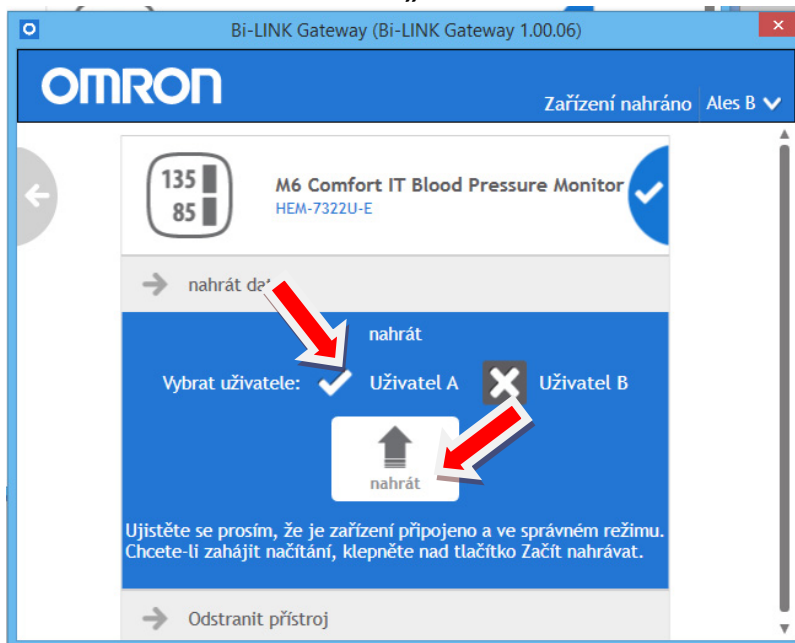 Bi-LINK Gateway (Bi-LINK Gateway 1.00.06)
OMRON
Zařízení nahráno Ales B
135
85
M6 Comfort IT Blood Pressure Monitor
HEM-7322U-E
nahrát
nahrát
Vybrat uživatele: Uživatel A Uživatel B
nahrát
Ujistěte se prosím, že je zařízení připojeno a ve správném režimu.
Chcete-li zahájit načítání, klepněte nad tlačítko Začít nahrávat.
Odstranit přístroj